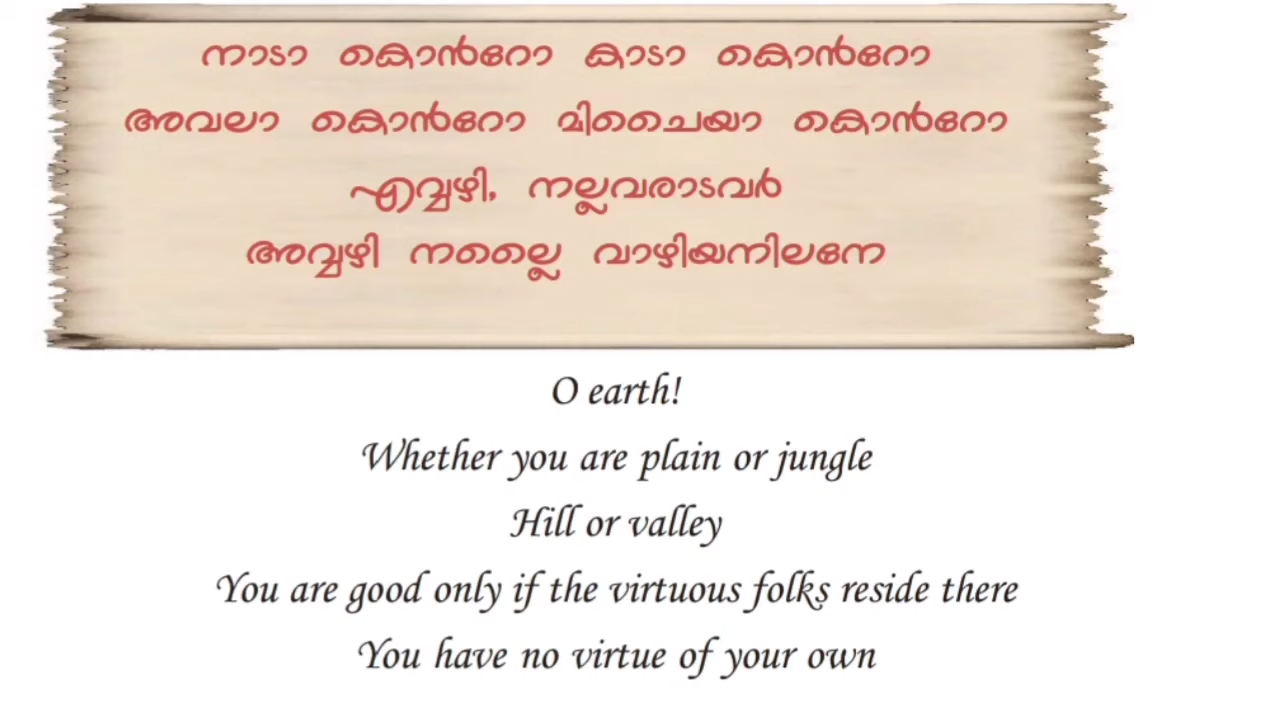 നാടാ കൊൻറോ കാടാ കൊൻറോ
അവലാ കൊൻറോ മിചൈയാ കൊൻറോ
എവ്വഴി, നല്ലവരാടവർ
അവ്വഴി നല്ലൈ വാഴിയനിലനേ
O earth!
Whether you are plain or jungle
Hill or valley
You are good only if the virtuous folks reside there
You have no virtue of your own